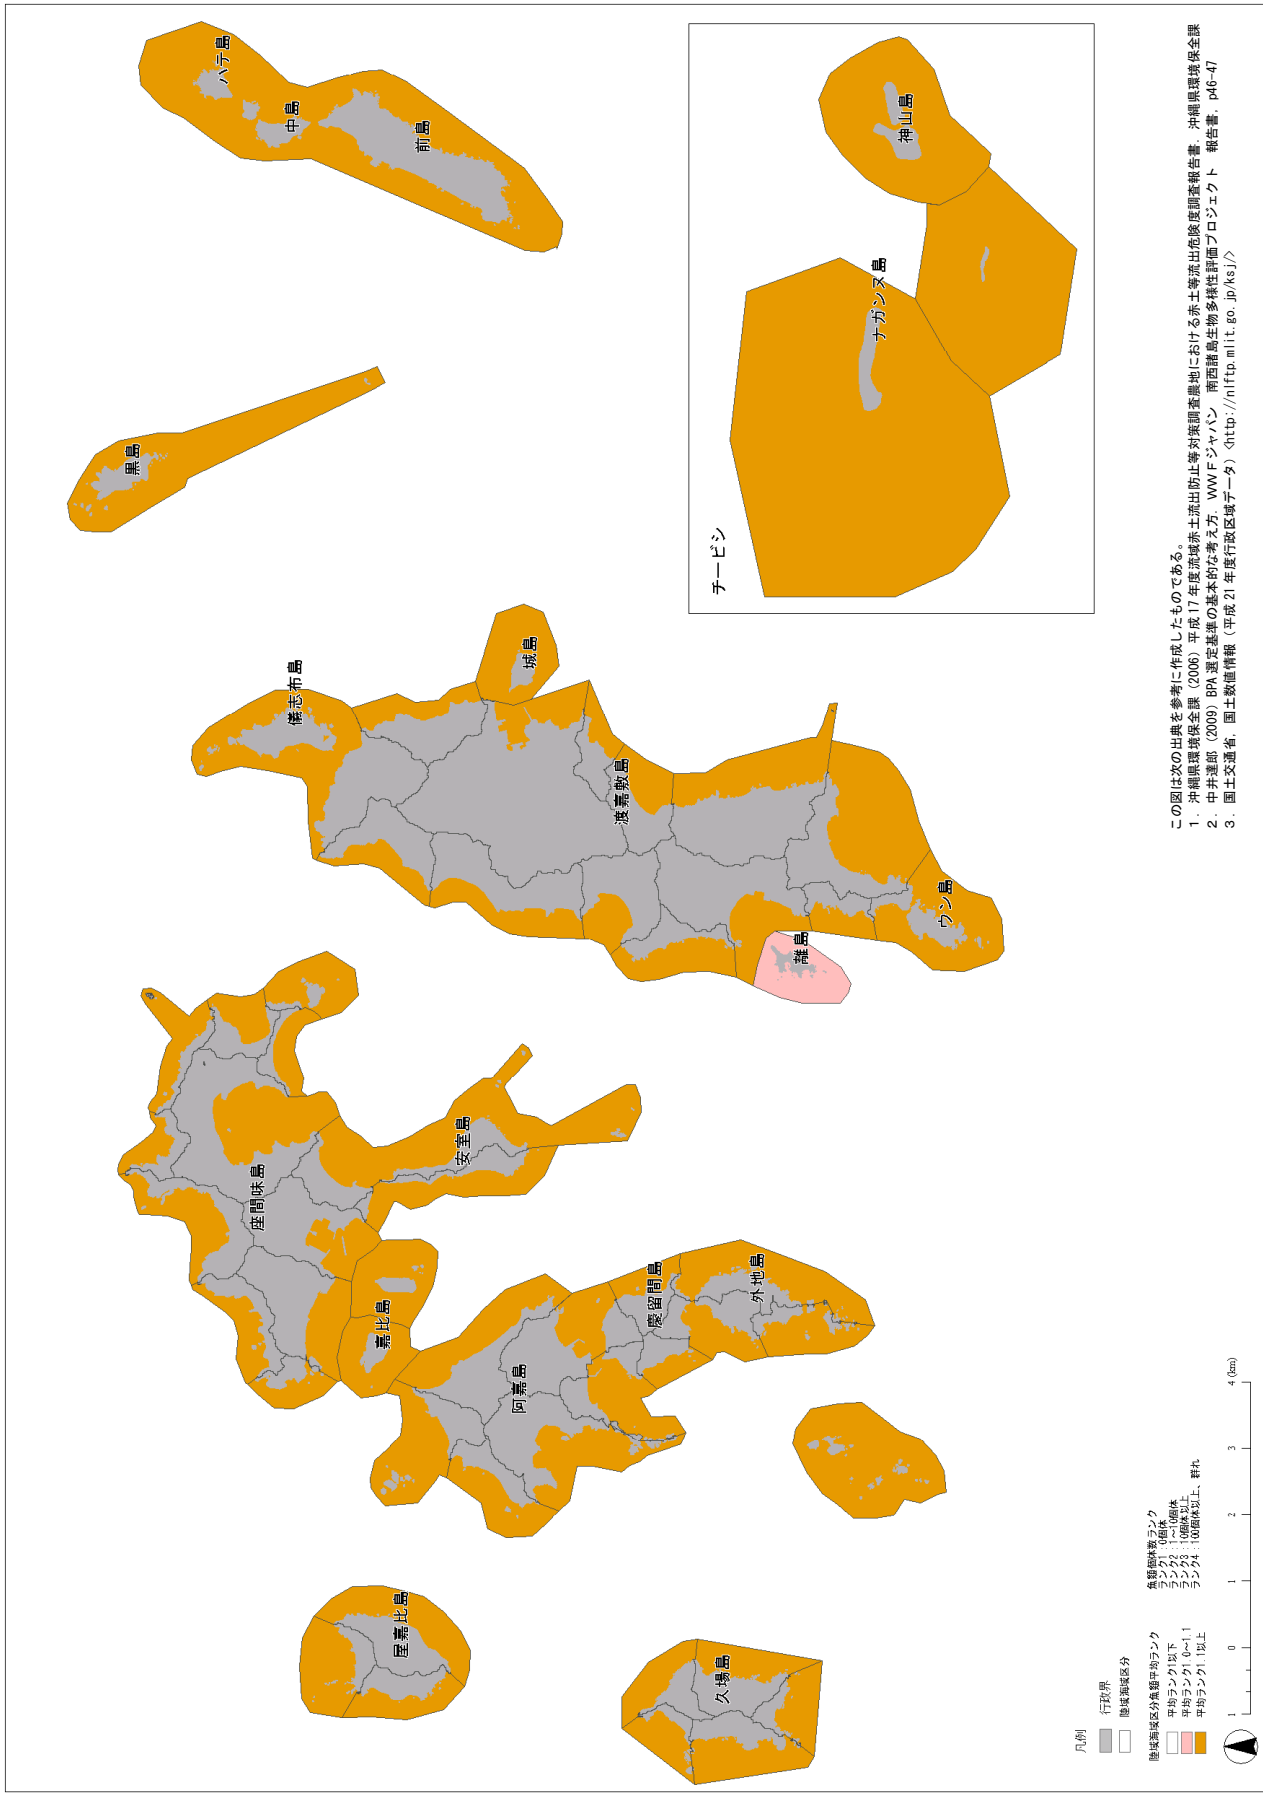 ハテ島
中島
前島
黒島
チービシ
神山島
ナガンヌ島
儀志布島
城島
渡嘉敷島
離島
ウン島
座間味島
安室島
嘉比島
阿嘉島
慶留間島
外地島
屋嘉比島
久場島
この図は次の出典を参考に作成したものである。
1. 沖縄県環境保全課 (2006) 平成17年度流域赤土流出防止等対策調査農地における赤土等流出危険度調査報告書. 沖縄県環境保全課
2. 中井達郎 (2009) BPA選定基準の基本的な考え方. WWFジャパン 南西諸島生物多様性評価プロジェクト 報告書. p46-47
3. 国土交通省. 国土数値情報 (平成21年度行政区域データ) <http://nlftp.mlit.go.jp/ksj/>
凡例
行政界
陸域海域区分
陸域海域区分魚類平均ランク
平均ランク1以下
平均ランク1.0~1.1
平均ランク1.1以上
魚類個体数ランク
ランク1:0個体
ランク2:1~10個体
ランク3:10個体以上
ランク4:100個体以上、群れ
1 0 1 2 3 4 (km)